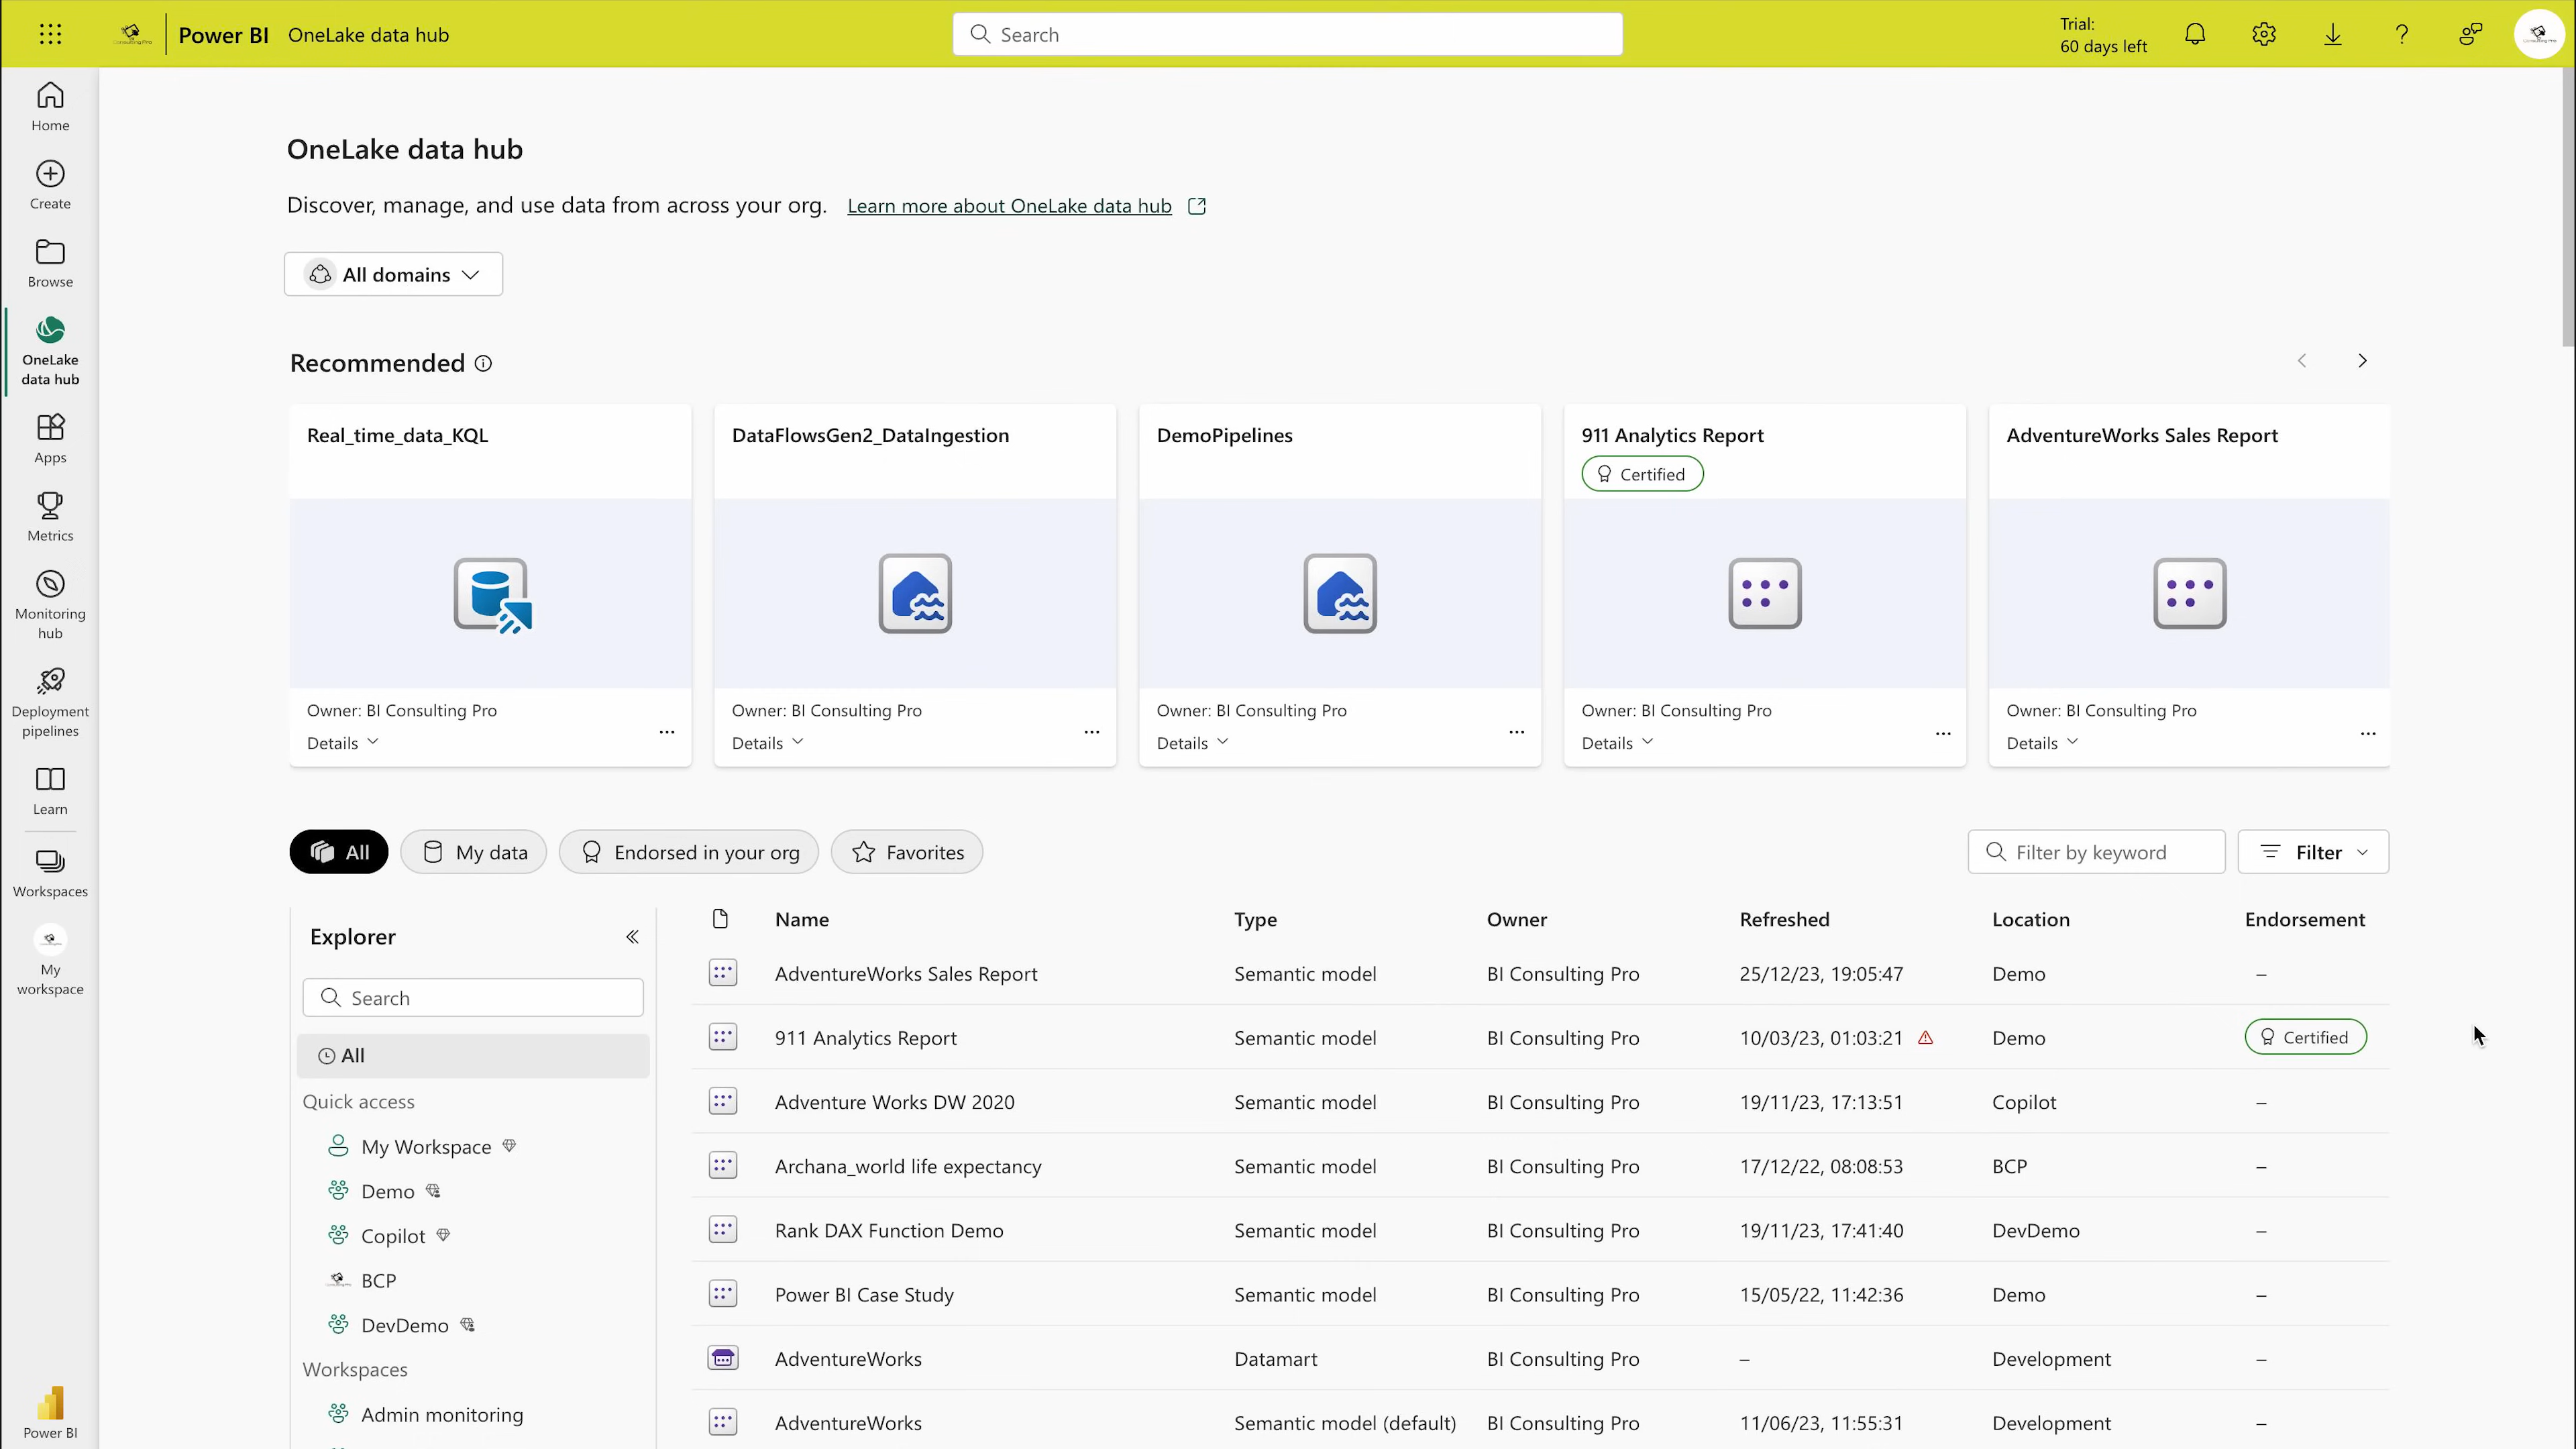 Power BI OneLake data hub
Search
Trial:
60 days left
Home
Create
Browse
OneLake
data hub
Apps
Metrics
Monitoring
hub
Deployment
pipelines
Learn
Workspaces
My
workspace
Power BI
OneLake data hub
Discover, manage, and use data from across your org. Learn more about OneLake data hub
All domains
Recommended
Real_time_data_KQL
Owner: BI Consulting Pro
Details
DataFlowsGen2_DataIngestion
Owner: BI Consulting Pro
Details
DemoPipelines
Owner: BI Consulting Pro
Details
911 Analytics Report
Certified
Owner: BI Consulting Pro
Details
AdventureWorks Sales Report
Owner: BI Consulting Pro
Details
All My data Endorsed in your org Favorites
Filter by keyword Filter
Explorer
Search
All
Quick access
My Workspace
Demo
Copilot
BCP
DevDemo
Workspaces
Admin monitoring
Name Type Owner Refreshed Location Endorsement
AdventureWorks Sales Report Semantic model BI Consulting Pro 25/12/23, 19:05:47 Demo –
911 Analytics Report Semantic model BI Consulting Pro 10/03/23, 01:03:21 Demo Certified
Adventure Works DW 2020 Semantic model BI Consulting Pro 19/11/23, 17:13:51 Copilot –
Archana_world life expectancy Semantic model BI Consulting Pro 17/12/22, 08:08:53 BCP –
Rank DAX Function Demo Semantic model BI Consulting Pro 19/11/23, 17:41:40 DevDemo –
Power BI Case Study Semantic model BI Consulting Pro 15/05/22, 11:42:36 Demo –
AdventureWorks Datamart BI Consulting Pro – Development –
AdventureWorks Semantic model (default) BI Consulting Pro 11/06/23, 11:55:31 Development –